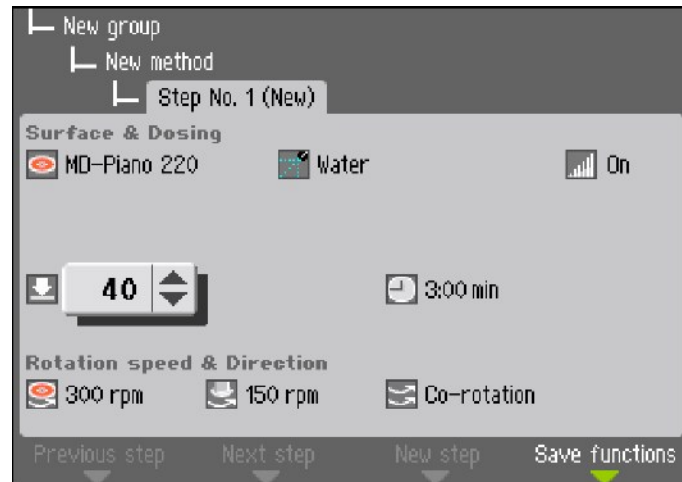 New group
New method
Step No. 1 (New)
Surface & Dosing
MD-Piano 220 Water On
40 3:00 min
Rotation speed & Direction
300 rpm 150 rpm Co-rotation
Previous step Next step New step Save functions